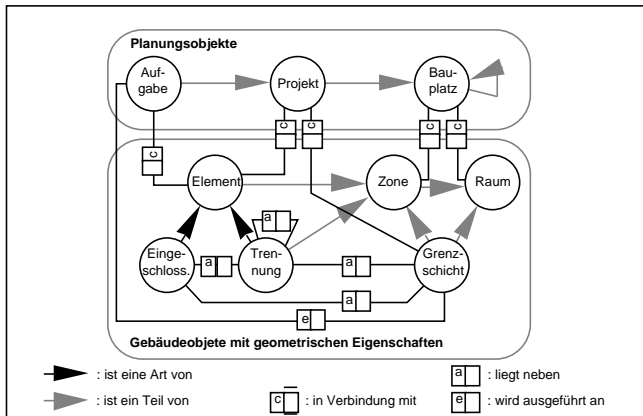 Planungsobjekte
Auf-
gabe
Projekt
Bau-
platz
c
c
c
c
c
Element
Zone
Raum
a
Einge-
schloss.
a
Tren-
nung
a
Grenz-
schicht
a
e
Gebäudeobjete mit geometrischen Eigenschaften
: ist eine Art von
a : liegt neben
: ist ein Teil von
c : in Verbindung mit
e : wird ausgeführt an